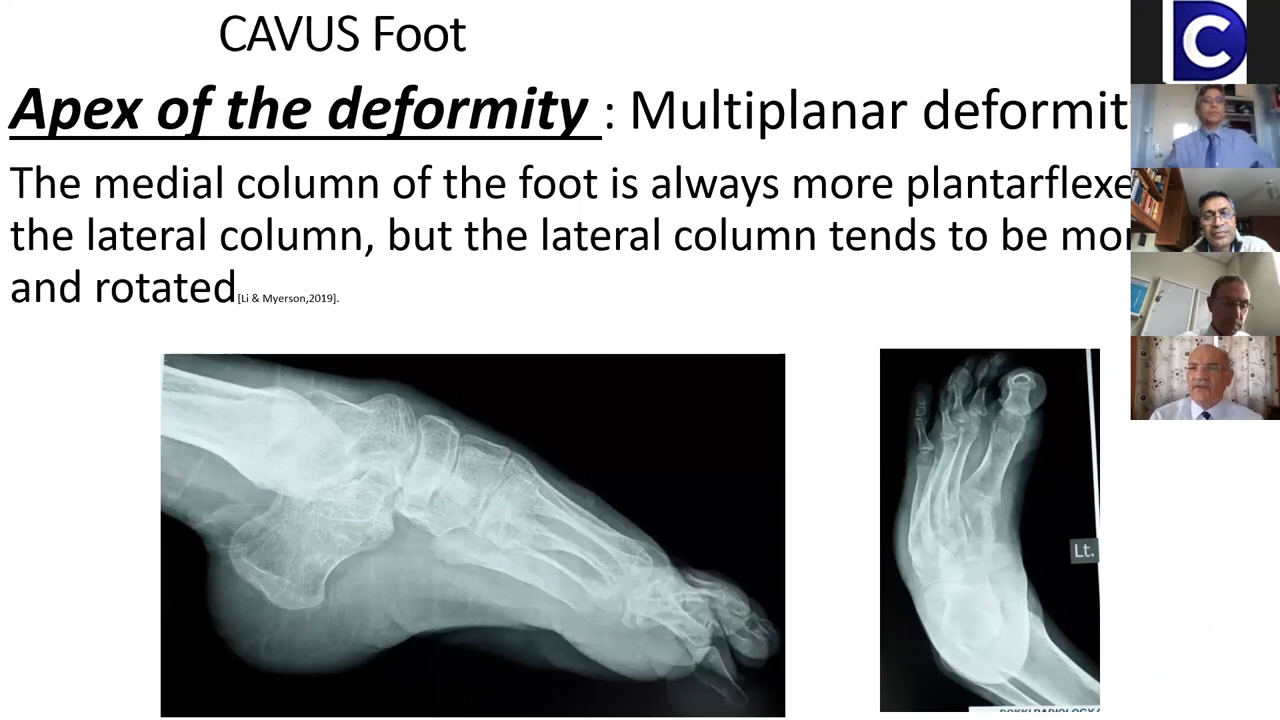 CAVUS Foot
Apex of the deformity : Multiplanar deformit
The medial column of the foot is always more plantarflexe
the lateral column, but the lateral column tends to be mor
and rotated[Li & Myerson,2019].
Lt.
DC